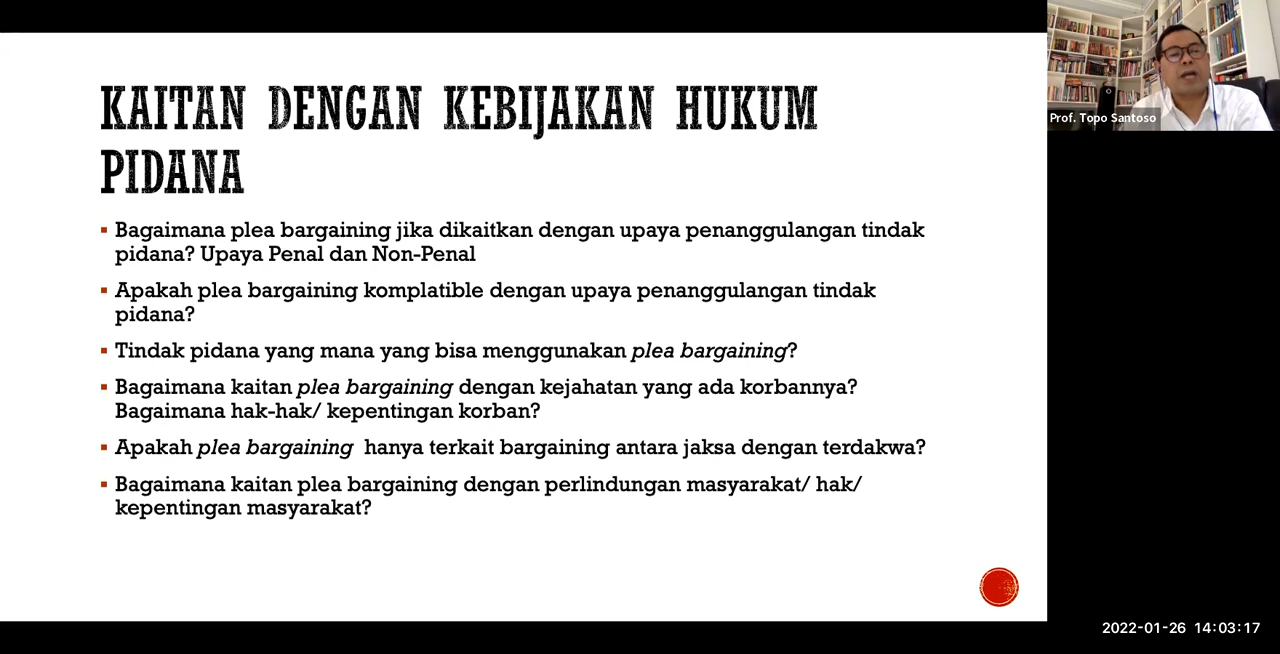 KAITAN DENGAN KEBIJAKAN HUKUM
PIDANA
▪ Bagaimana plea bargaining jika dikaitkan dengan upaya penanggulangan tindak
pidana? Upaya Penal dan Non-Penal
▪ Apakah plea bargaining komplatible dengan upaya penanggulangan tindak
pidana?
▪ Tindak pidana yang mana yang bisa menggunakan plea bargaining?
▪ Bagaimana kaitan plea bargaining dengan kejahatan yang ada korbannya?
Bagaimana hak-hak/ kepentingan korban?
▪ Apakah plea bargaining hanya terkait bargaining antara jaksa dengan terdakwa?
▪ Bagaimana kaitan plea bargaining dengan perlindungan masyarakat/ hak/
kepentingan masyarakat?
Prof. Topo Santoso
2022-01-26 14:03:17